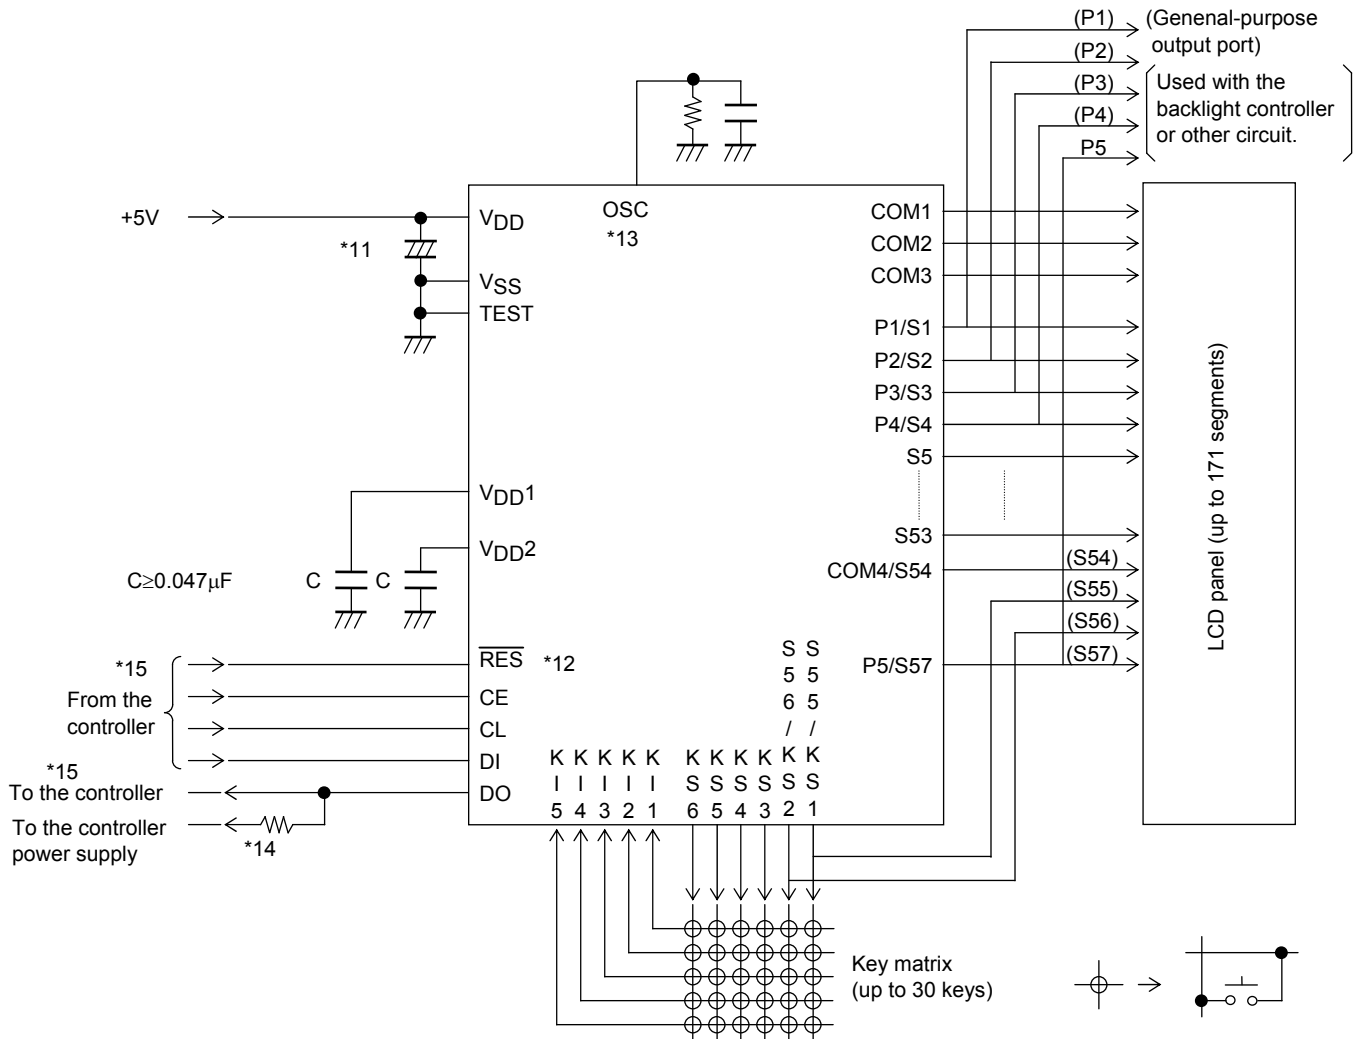 (P1)
(Genenal-purpose
output port)
(P2)
(P3)
Used with the
backlight controller
or other circuit.
(P4)
P5
+5V
VDD
*11
VSS
TEST
OSC
*13
COM1
COM2
COM3
P1/S1
P2/S2
P3/S3
P4/S4
S5
S53
COM4/S54
P5/S57
(S54)
(S55)
(S56)
(S57)
LCD panel (up to 171 segments)
VDD1
VDD2
C≥0.047µF
C
C
*15
From the
controller
RES
*12
CE
CL
DI
DO
*15
To the controller
To the controller
power supply
*14
KI5
KI4
KI3
KI2
KI1
KS6
KS5
KS4
KS3
S56/KS2
S55/KS1
Key matrix
(up to 30 keys)